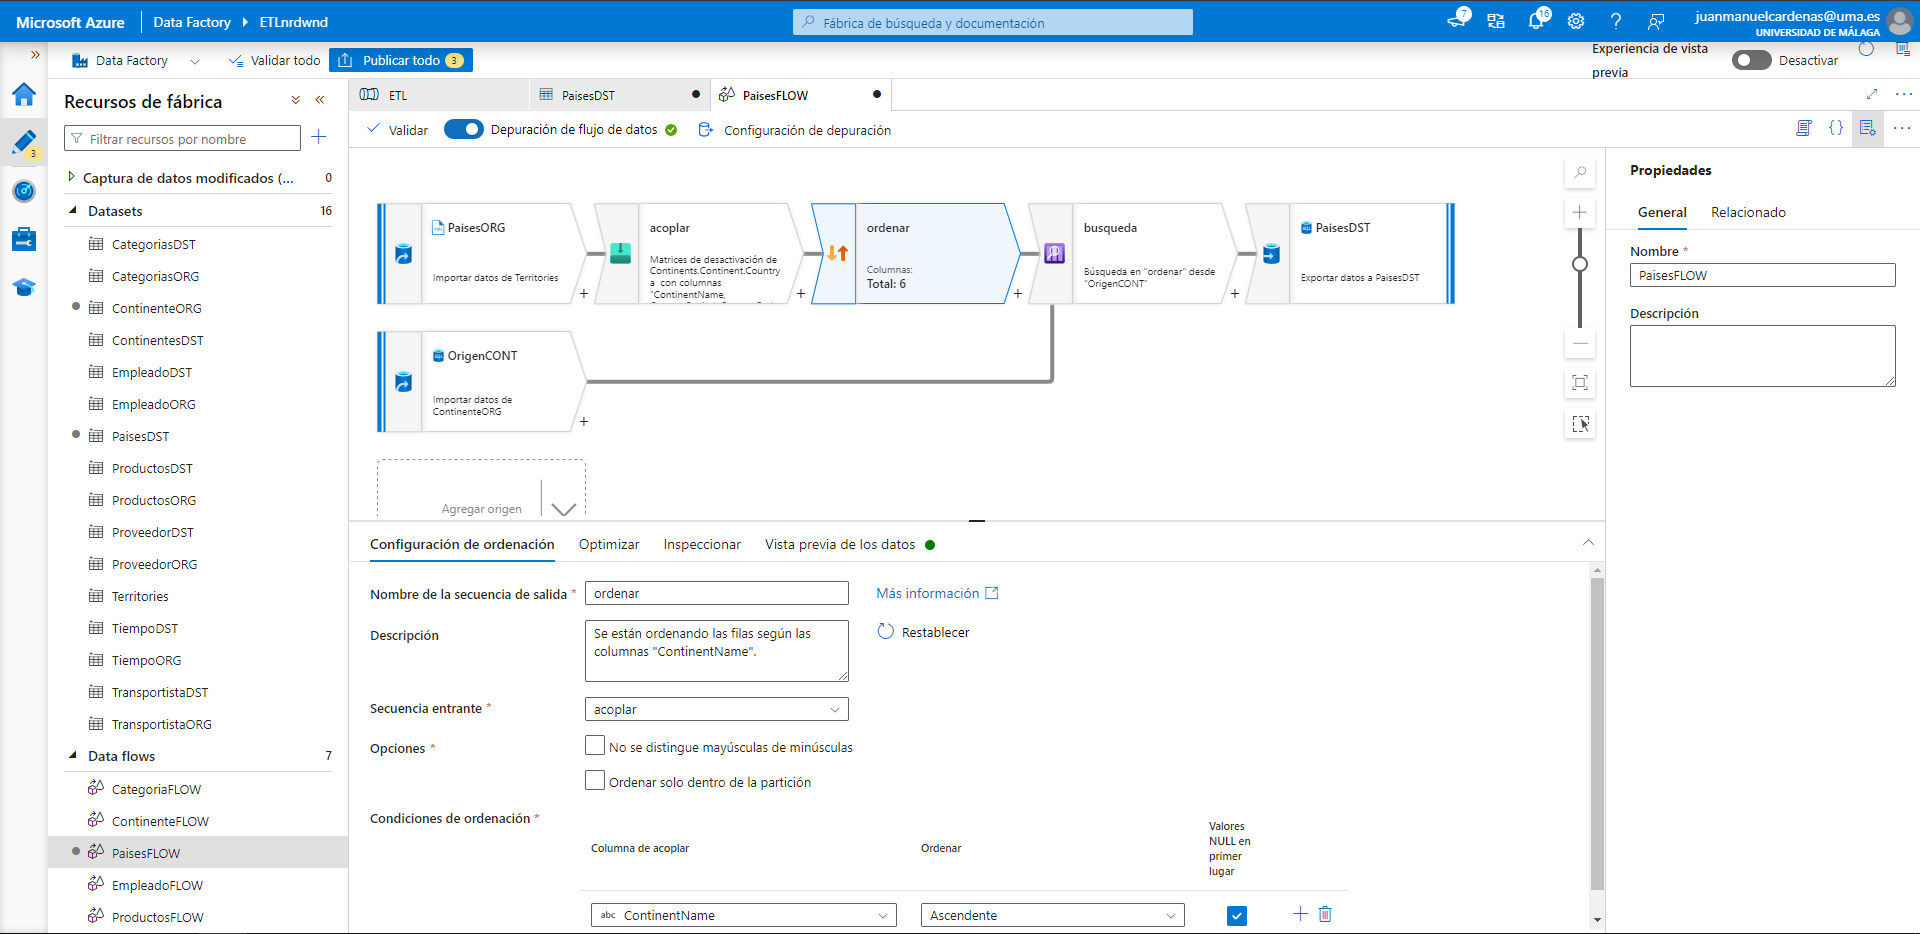 Microsoft Azure
Data Factory
ETLnrdwnd
Fábrica de búsqueda y documentación
7
16
juanmanuelcardenas@uma.es
UNIVERSIDAD DE MÁLAGA
Data Factory
Validar todo
Publicar todo
3
Experiencia de vista
previa
Desactivar
3
Recursos de fábrica
Filtrar recursos por nombre
Captura de datos modificados (...
0
Datasets
16
CategoriasDST
CategoriasORG
ContinenteORG
ContinentesDST
EmpleadoDST
EmpleadoORG
PaisesDST
ProductosDST
ProductosORG
ProveedorDST
ProveedorORG
Territories
TiempoDST
TiempoORG
TransportistaDST
TransportistaORG
Data flows
7
CategoriaFLOW
ContinenteFLOW
PaisesFLOW
EmpleadoFLOW
ProductosFLOW
ETL
PaisesDST
PaisesFLOW
Validar
Depuración de flujo de datos
Configuración de depuración
PaisesORG
Importar datos de Territories
acoplar
Matrices de desactivación de
Continents.Continent.Country
a con columnas
"ContinentName,
ordenar
Columnas:
Total: 6
busqueda
Búsqueda en "ordenar" desde
"OrigenCONT"
PaisesDST
Exportar datos a PaisesDST
OrigenCONT
Importar datos de
ContinenteORG
Agregar origen
Configuración de ordenación
Optimizar
Inspeccionar
Vista previa de los datos
Nombre de la secuencia de salida *
ordenar
Más información
Descripción
Se están ordenando las filas según las
columnas "ContinentName".
Restablecer
Secuencia entrante *
acoplar
Opciones *
No se distingue mayúsculas de minúsculas
Ordenar solo dentro de la partición
Condiciones de ordenación *
Columna de acoplar
Ordenar
Valores
NULL en
primer
lugar
abc ContinentName
Ascendente
Propiedades
General
Relacionado
Nombre *
PaisesFLOW
Descripción